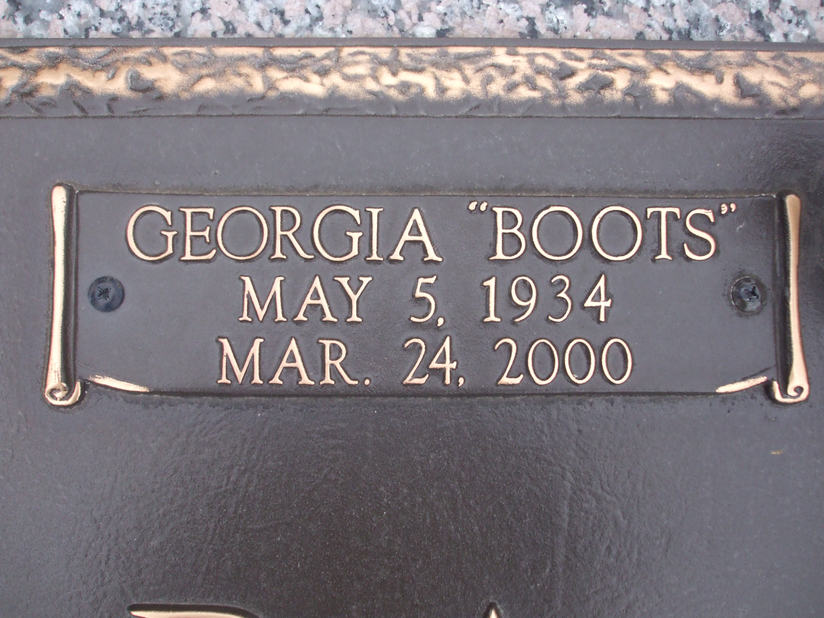 GEORGIA “BOOTS”
MAY 5, 1934
MAR. 24, 2000